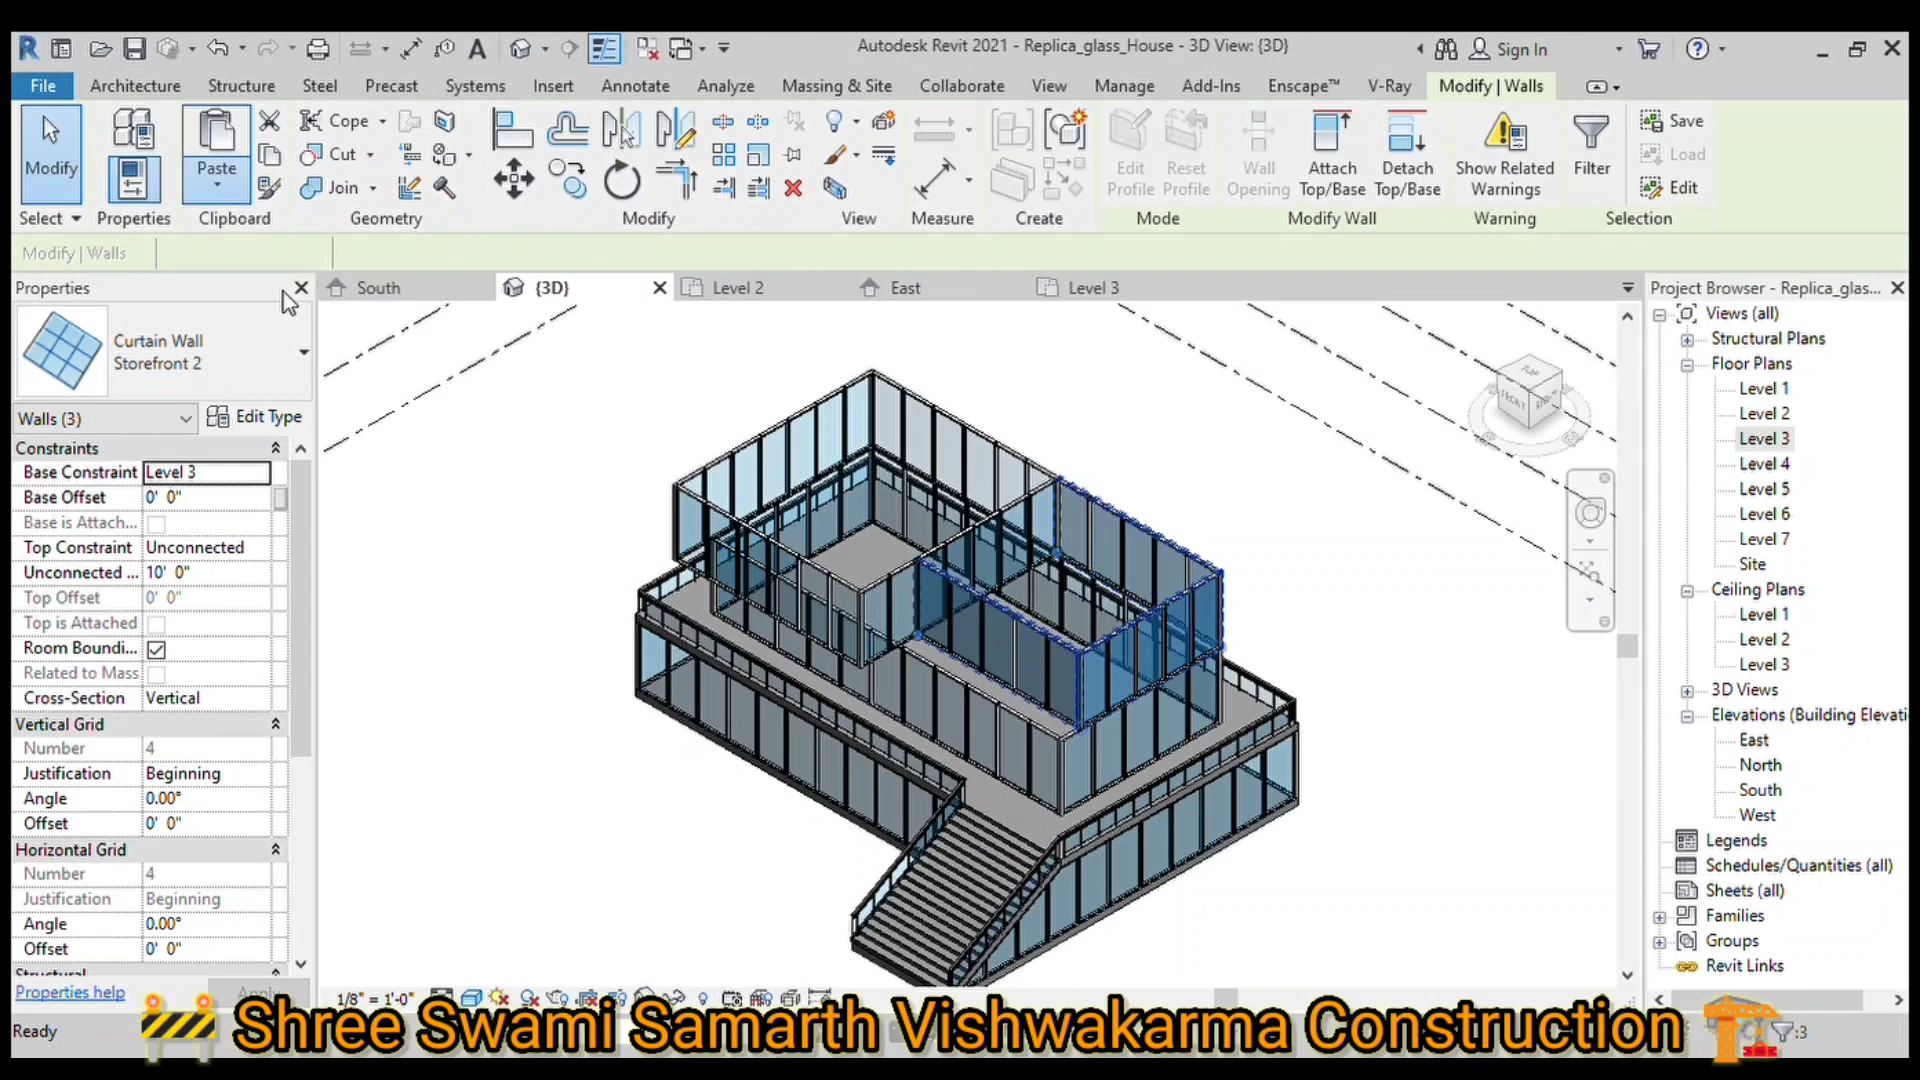 Autodesk Revit 2021 - Replica_glass_House - 3D View: {3D}
Sign In
File Architecture Structure Steel Precast Systems Insert Annotate Analyze Massing & Site Collaborate View Manage Add-Ins Enscape™ V-Ray Modify | Walls
Modify
Paste
Cope
Cut
Join
Edit Profile
Reset Profile
Wall Opening
Attach Top/Base
Detach Top/Base
Show Related Warnings
Filter
Save
Load
Edit
Select Properties Clipboard Geometry Modify View Measure Create Mode Modify Wall Warning Selection
Modify | Walls
Properties
South {3D} Level 2 East Level 3
Curtain Wall
Storefront 2
Walls (3) Edit Type
Constraints
Base Constraint Level 3
Base Offset 0' 0"
Base is Attach...
Top Constraint Unconnected
Unconnected ... 10' 0"
Top Offset 0' 0"
Top is Attached
Room Boundi...
Related to Mass
Cross-Section Vertical
Vertical Grid
Number 4
Justification Beginning
Angle 0.00°
Offset 0' 0"
Horizontal Grid
Number 4
Justification Beginning
Angle 0.00°
Offset 0' 0"
Structural
Properties help Apply
TOP
FRONT
Project Browser - Replica_glas...
Views (all)
Structural Plans
Floor Plans
Level 1
Level 2
Level 3
Level 4
Level 5
Level 6
Level 7
Site
Ceiling Plans
Level 1
Level 2
Level 3
3D Views
Elevations (Building Elevati
East
North
South
West
Legends
Schedules/Quantities (all)
Sheets (all)
Families
Groups
Revit Links
1/8" = 1'-0"
Ready
Shree Swami Samarth Vishwakarma Construction
:3